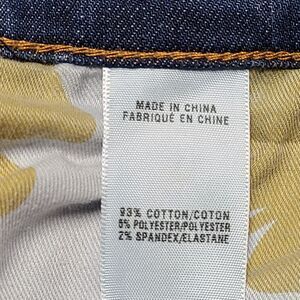 MADE IN CHINA
FABRIQUÉ EN CHINE
93% COTTON/COTON
5% POLYESTER/POLYESTER
2% SPANDEX/ELASTANE